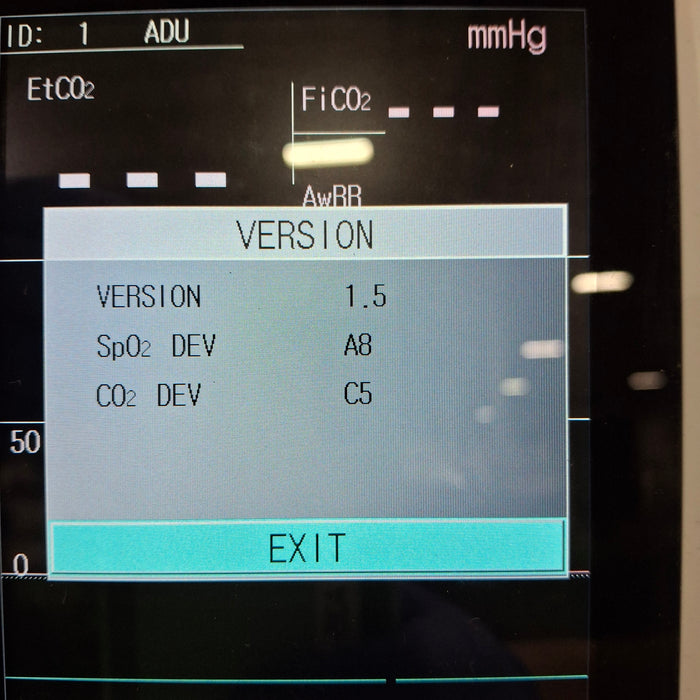 ID: 1 ADU mmHg
EtCO₂
FiCO₂ - - -
- - -
AwRR
VERSION
VERSION 1.5
SpO₂ DEV A8
CO₂ DEV C5
50
EXIT
0